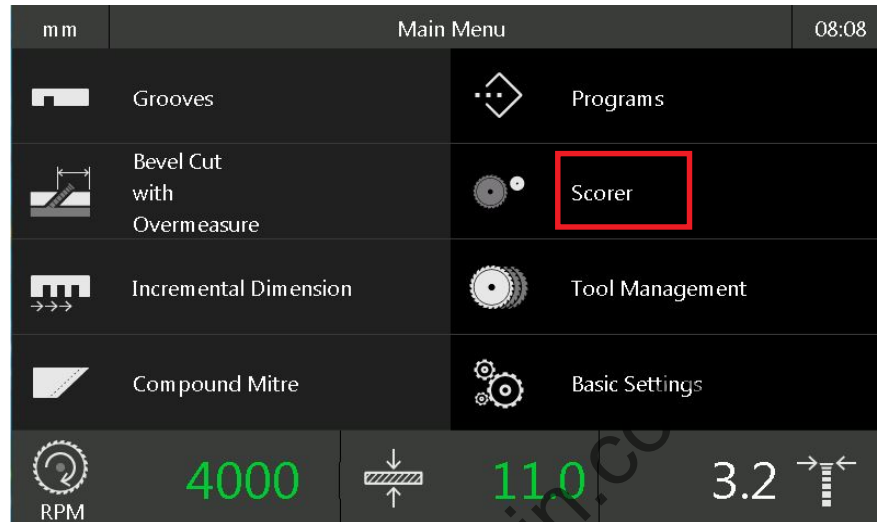 mm
Main Menu
08:08
Grooves
Programs
Bevel Cut
with
Overmeasure
Scorer
Incremental Dimension
Tool Management
Compound Mitre
Basic Settings
RPM
4000
11.0
3.2